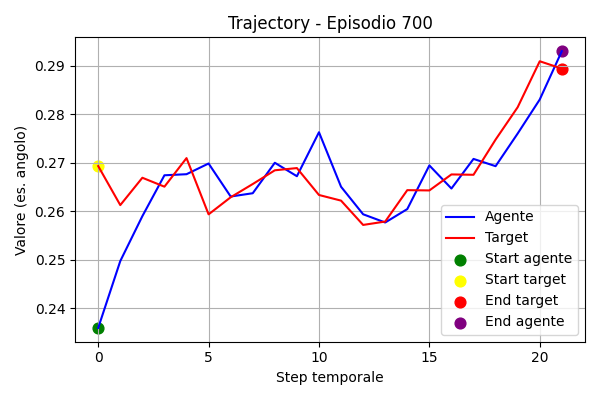 Trajectory - Episodio 700
Valore (es. angolo)
0.29
0.28
0.27
0.26
0.25
0.24
0
5
10
15
20
Step temporale
Agente
Target
Start agente
Start target
End target
End agente